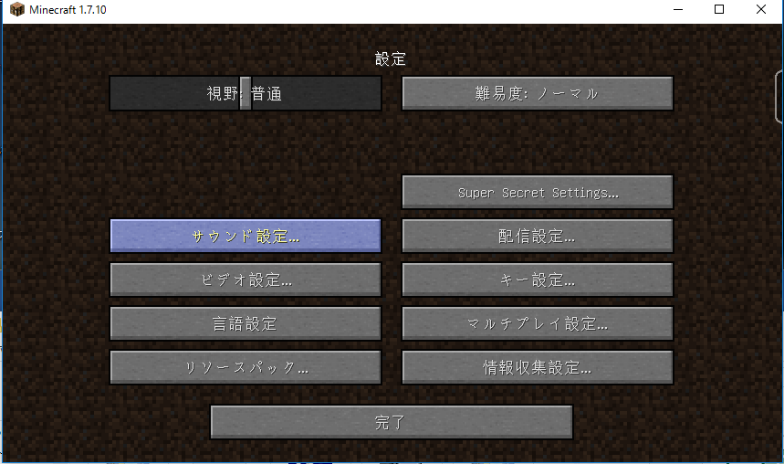 Minecraft 1.7.10
設定
視野: 普通
難易度: ノーマル
Super Secret Settings...
サウンド設定...
配信設定...
ビデオ設定...
キー設定...
言語設定
マルチプレイ設定...
リソースパック...
情報収集設定...
完了